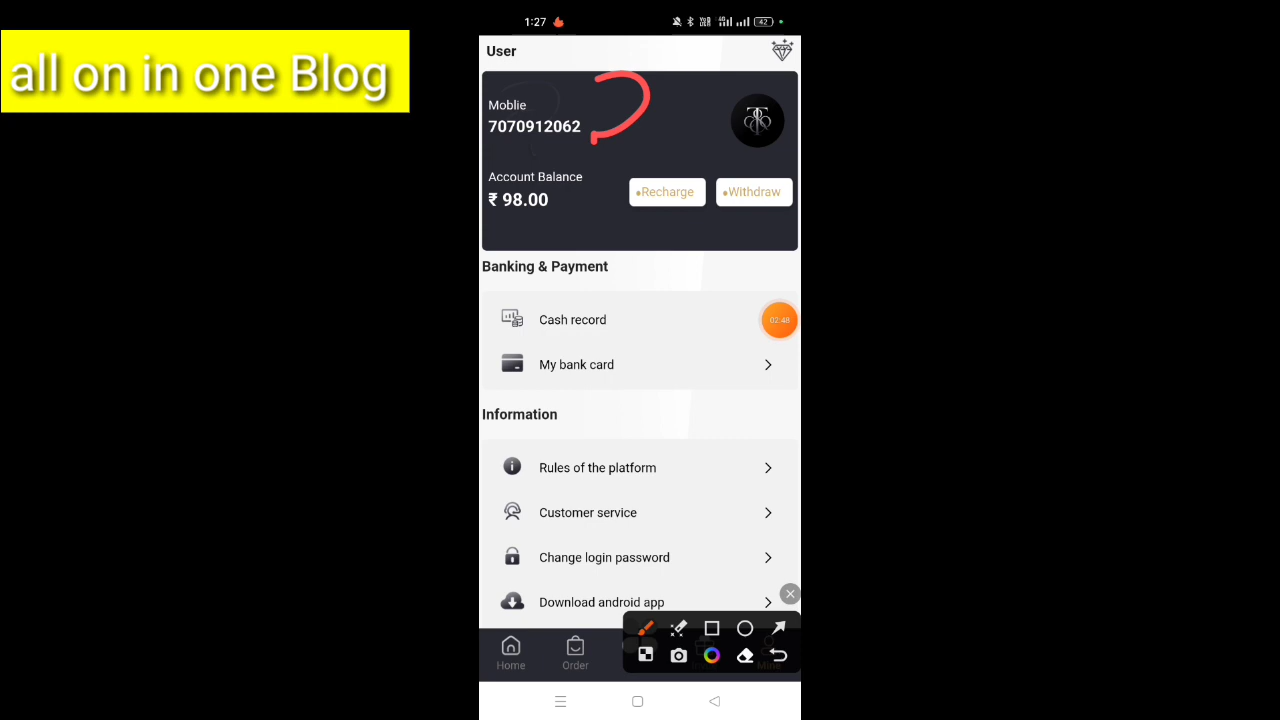 all on in one Blog
1:27
42
User
Moblie
7070912062
Account Balance
₹ 98.00
Recharge
Withdraw
Banking & Payment
Cash record
02:48
My bank card
Information
Rules of the platform
Customer service
Change login password
Download android app
Home
Order